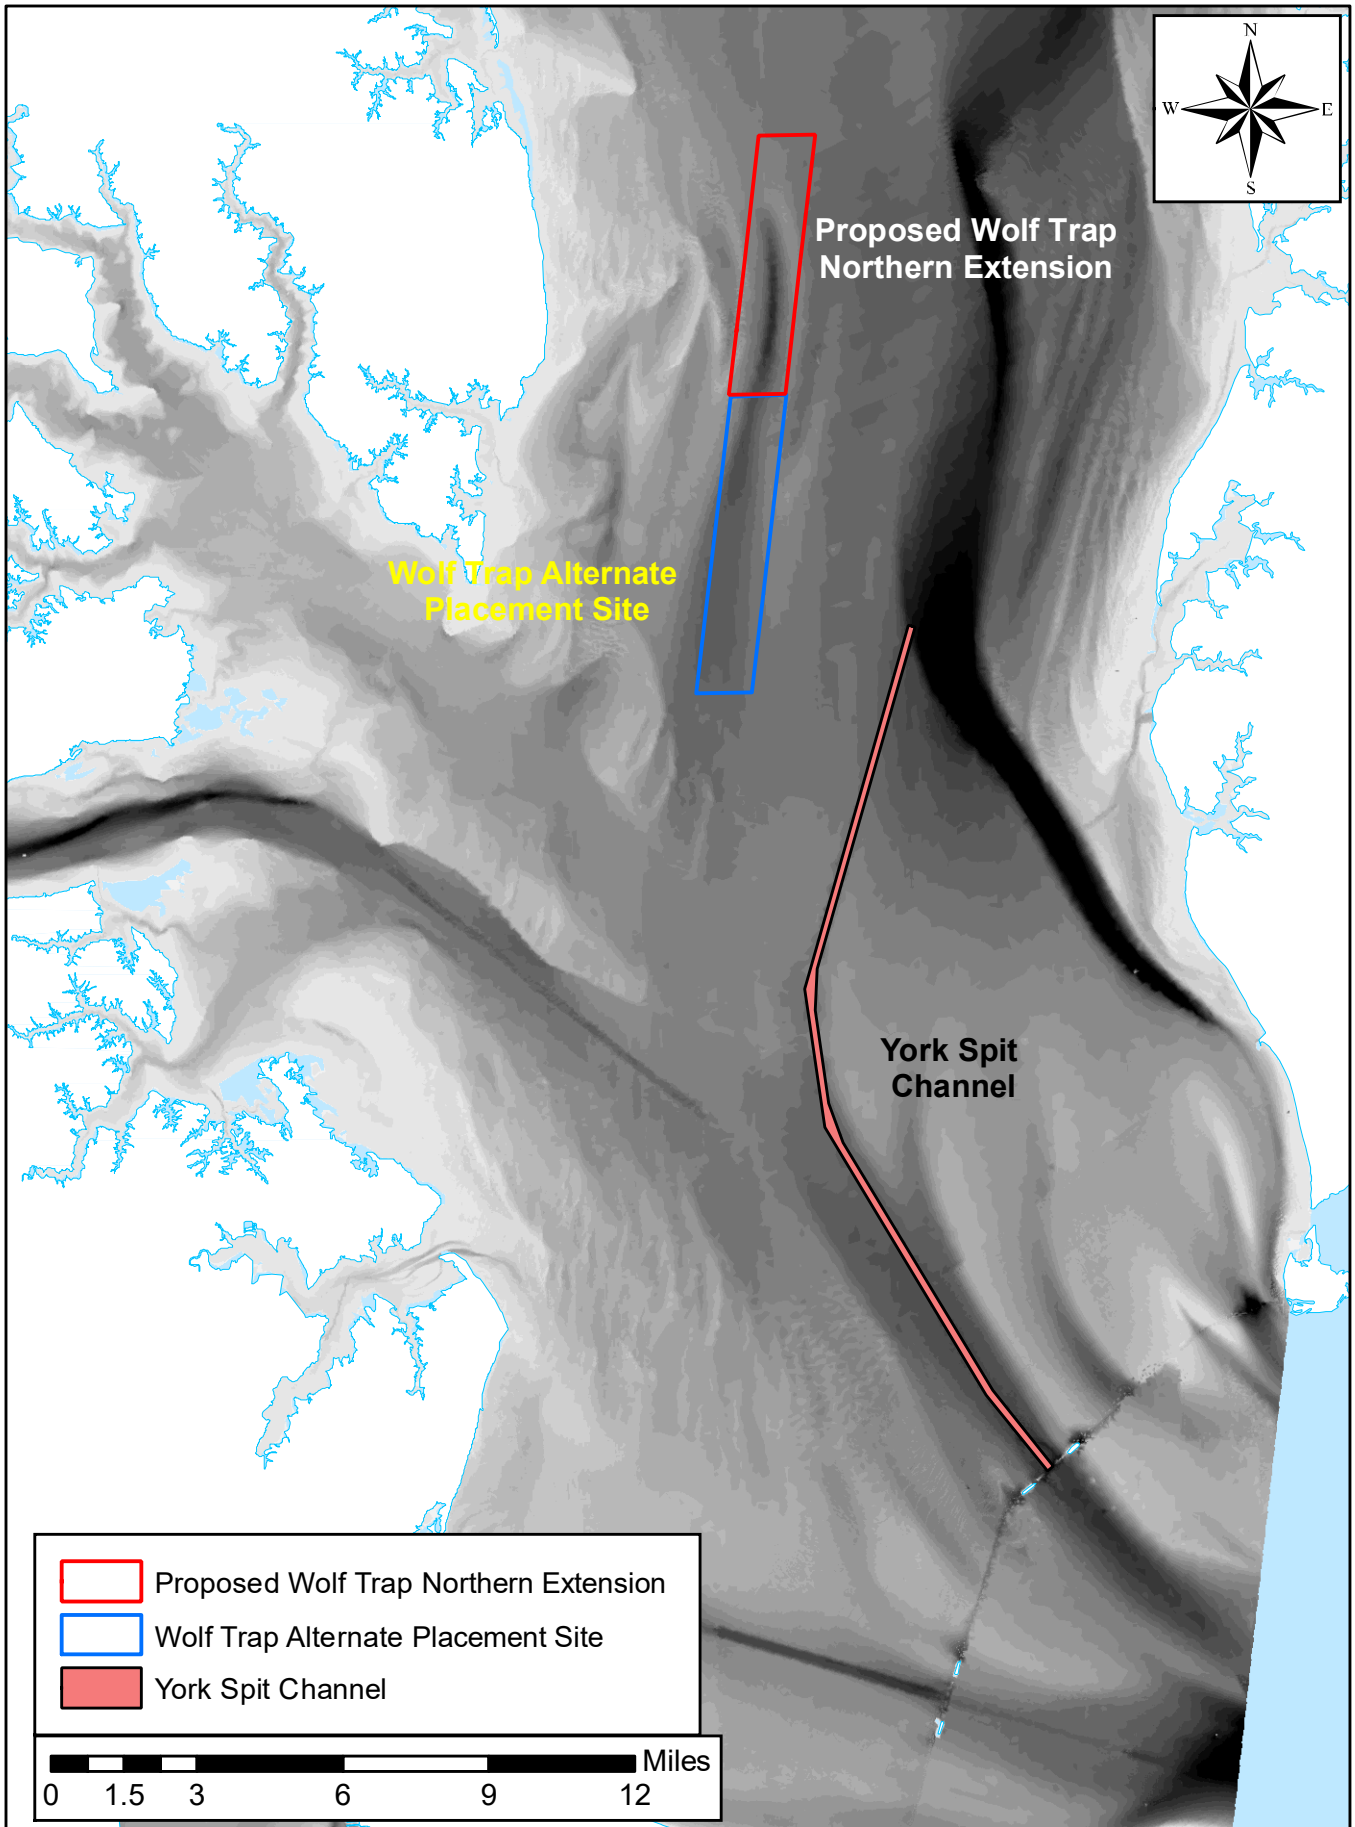 N
W E
S
Proposed Wolf Trap
Northern Extension
Wolf Trap Alternate
Placement Site
York Spit
Channel
Proposed Wolf Trap Northern Extension
Wolf Trap Alternate Placement Site
York Spit Channel
Miles
0 1.5 3 6 9 12